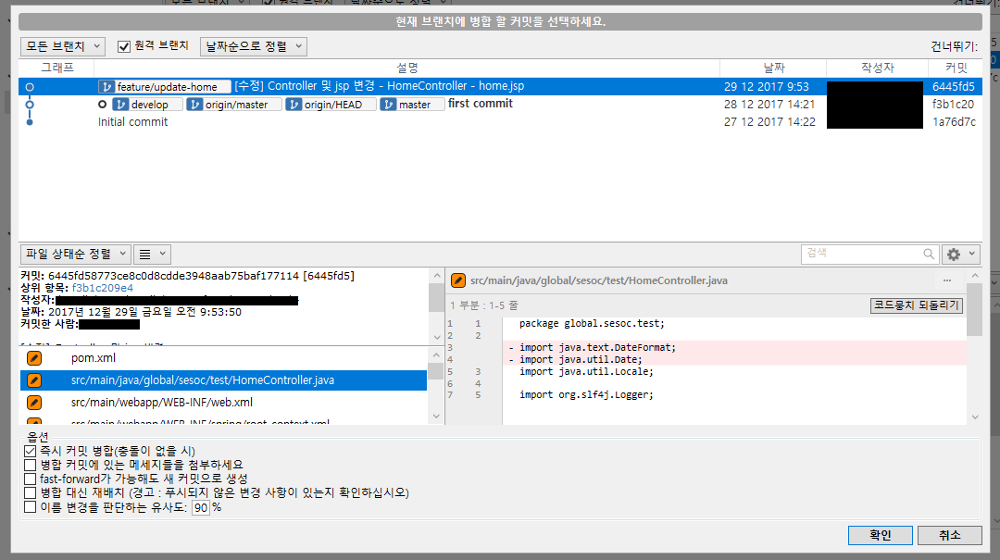 현재 브랜치에 병합 할 커밋을 선택하세요.
모든 브랜치 원격 브랜치 날짜순으로 정렬 건너뛰기:
그래프 설명 날짜 작성자 커밋
feature/update-home [수정] Controller 및 jsp 변경 - HomeController - home.jsp 29 12 2017 9:53 6445fd5
develop origin/master origin/HEAD master first commit 28 12 2017 14:21 f3b1c20
Initial commit 27 12 2017 14:22 1a76d7c
파일 상태순 정렬 검색
커밋: 6445fd58773ce8c0d8cdde3948aab75baf177114 [6445fd5]
상위 항목: f3b1c209e4
작성자:
날짜: 2017년 12월 29일 금요일 오전 9:53:50
커밋한 사람:
pom.xml
src/main/java/global/sesoc/test/HomeController.java
src/main/webapp/WEB-INF/web.xml
src/main/webapp/WEB-INF/spring/root-context.xml
src/main/java/global/sesoc/test/HomeController.java ...
1 부분 : 1-5 줄 코드뭉치 되돌리기
1 1 package global.sesoc.test;
2 2
3 - import java.text.DateFormat;
4 - import java.util.Date;
5 3 import java.util.Locale;
6 4
7 5 import org.slf4j.Logger;
옵션
즉시 커밋 병합(충돌이 없을 시)
병합 커밋에 있는 메세지들을 첨부하세요
fast-forward가 가능해도 새 커밋으로 생성
병합 대신 재배치 (경고 : 푸시되지 않은 변경 사항이 있는지 확인하십시오)
이름 변경을 판단하는 유사도: 90 %
확인 취소